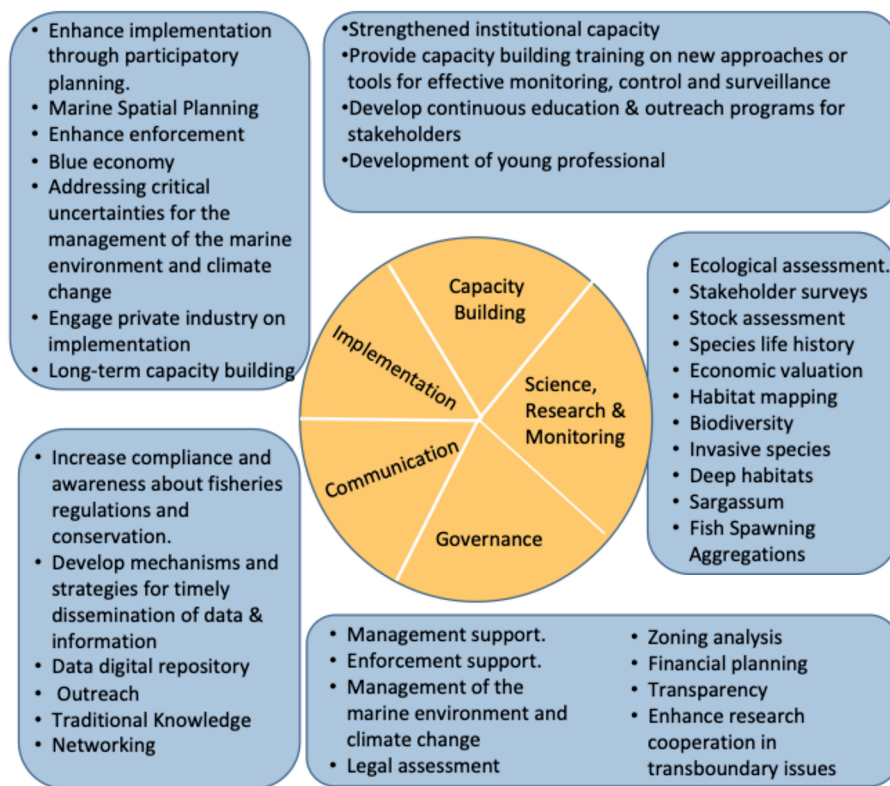 • Enhance implementation
through participatory
planning.
• Marine Spatial Planning
• Enhance enforcement
• Blue economy
• Addressing critical
uncertainties for the
management of the marine
environment and climate
change
• Engage private industry on
implementation
• Long-term capacity building
•Strengthened institutional capacity
•Provide capacity building training on new approaches or
tools for effective monitoring, control and surveillance
•Develop continuous education & outreach programs for
stakeholders
•Development of young professional
Capacity
Building
Implementation
Science,
Research &
Monitoring
Communication
Governance
• Ecological assessment.
• Stakeholder surveys
• Stock assessment
• Species life history
• Economic valuation
• Habitat mapping
• Biodiversity
• Invasive species
• Deep habitats
• Sargassum
• Fish Spawning
Aggregations
• Increase compliance and
awareness about fisheries
regulations and
conservation.
• Develop mechanisms and
strategies for timely
dissemination of data &
information
• Data digital repository
• Outreach
• Traditional Knowledge
• Networking
• Management support.
• Enforcement support.
• Management of the
marine environment and
climate change
• Legal assessment
• Zoning analysis
• Financial planning
• Transparency
• Enhance research
cooperation in
transboundary issues